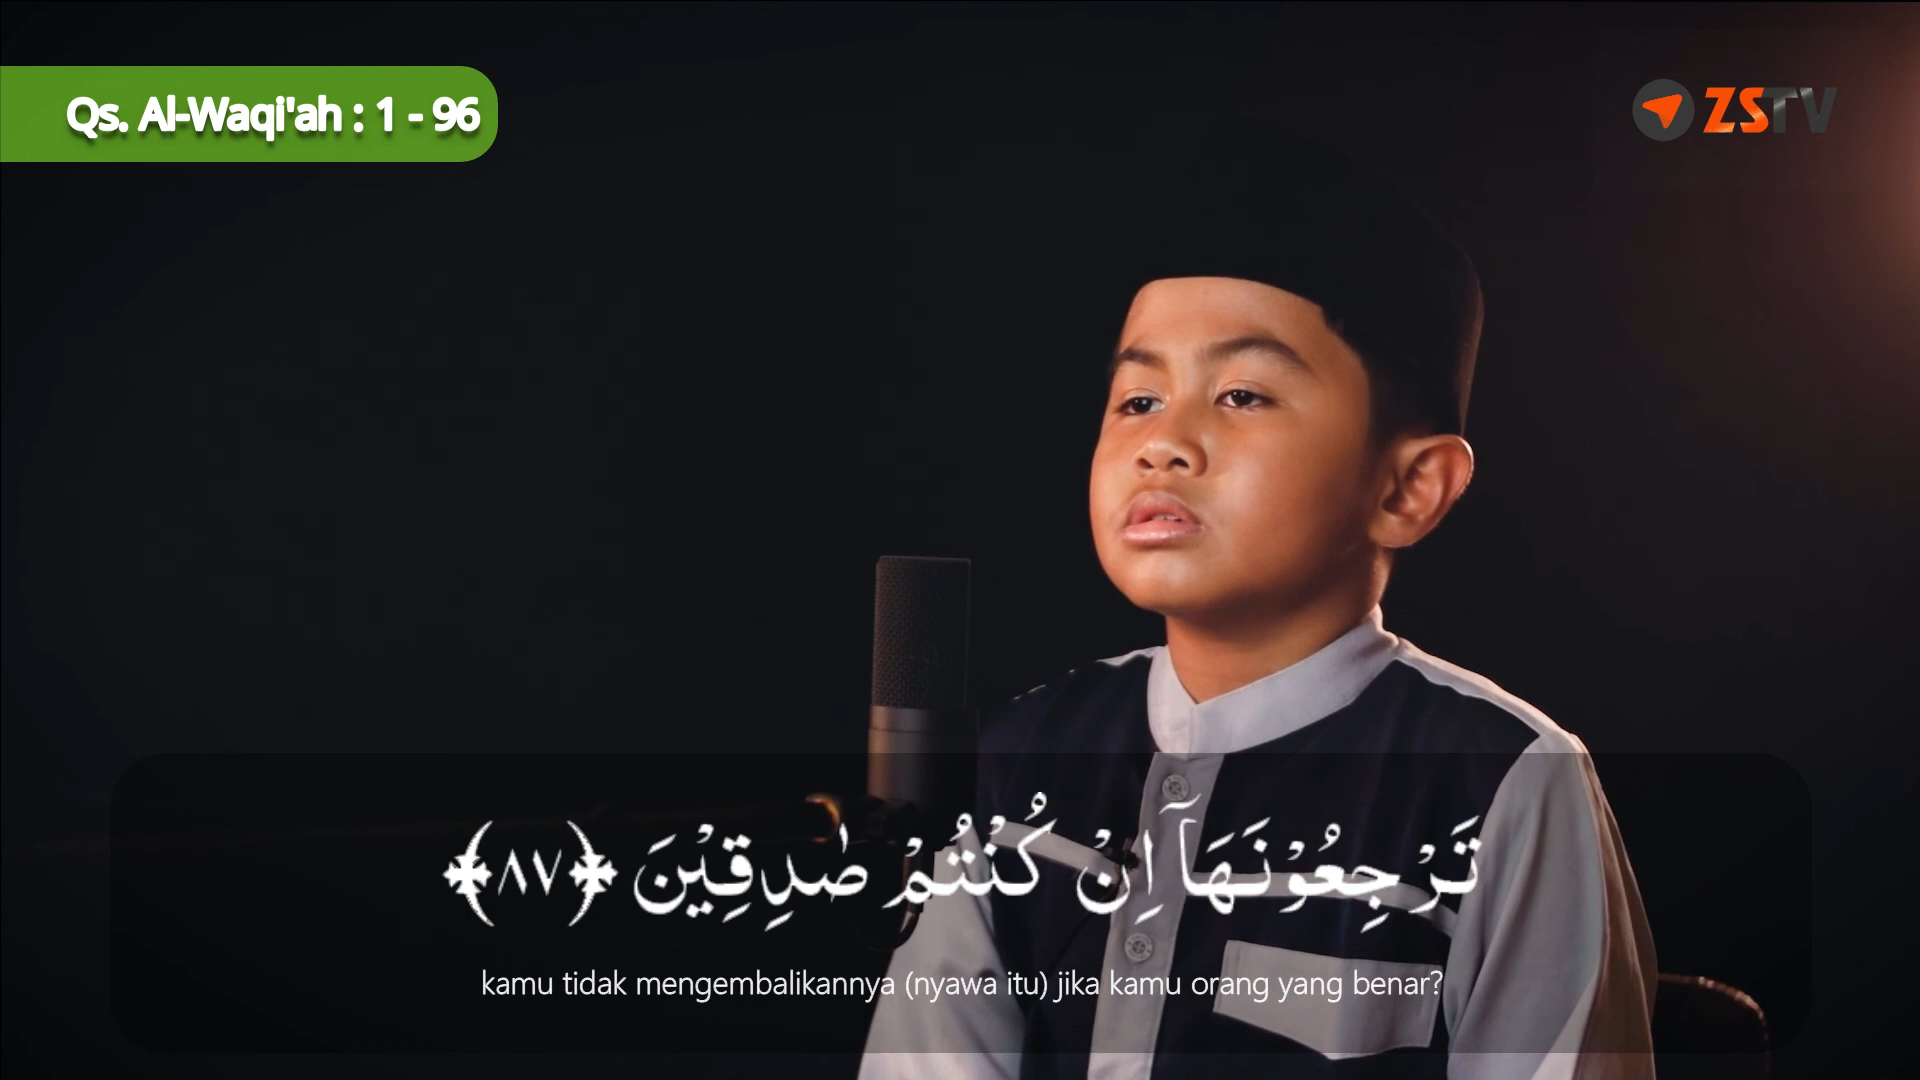 Qs. Al-Waqi'ah : 1 - 96
ZSTV
تَرْجِعُوْنَهَآ اِنْ كُنْتُمْ صٰدِقِيْنَ ﴿٨٧﴾
kamu tidak mengembalikannya (nyawa itu) jika kamu orang yang benar?